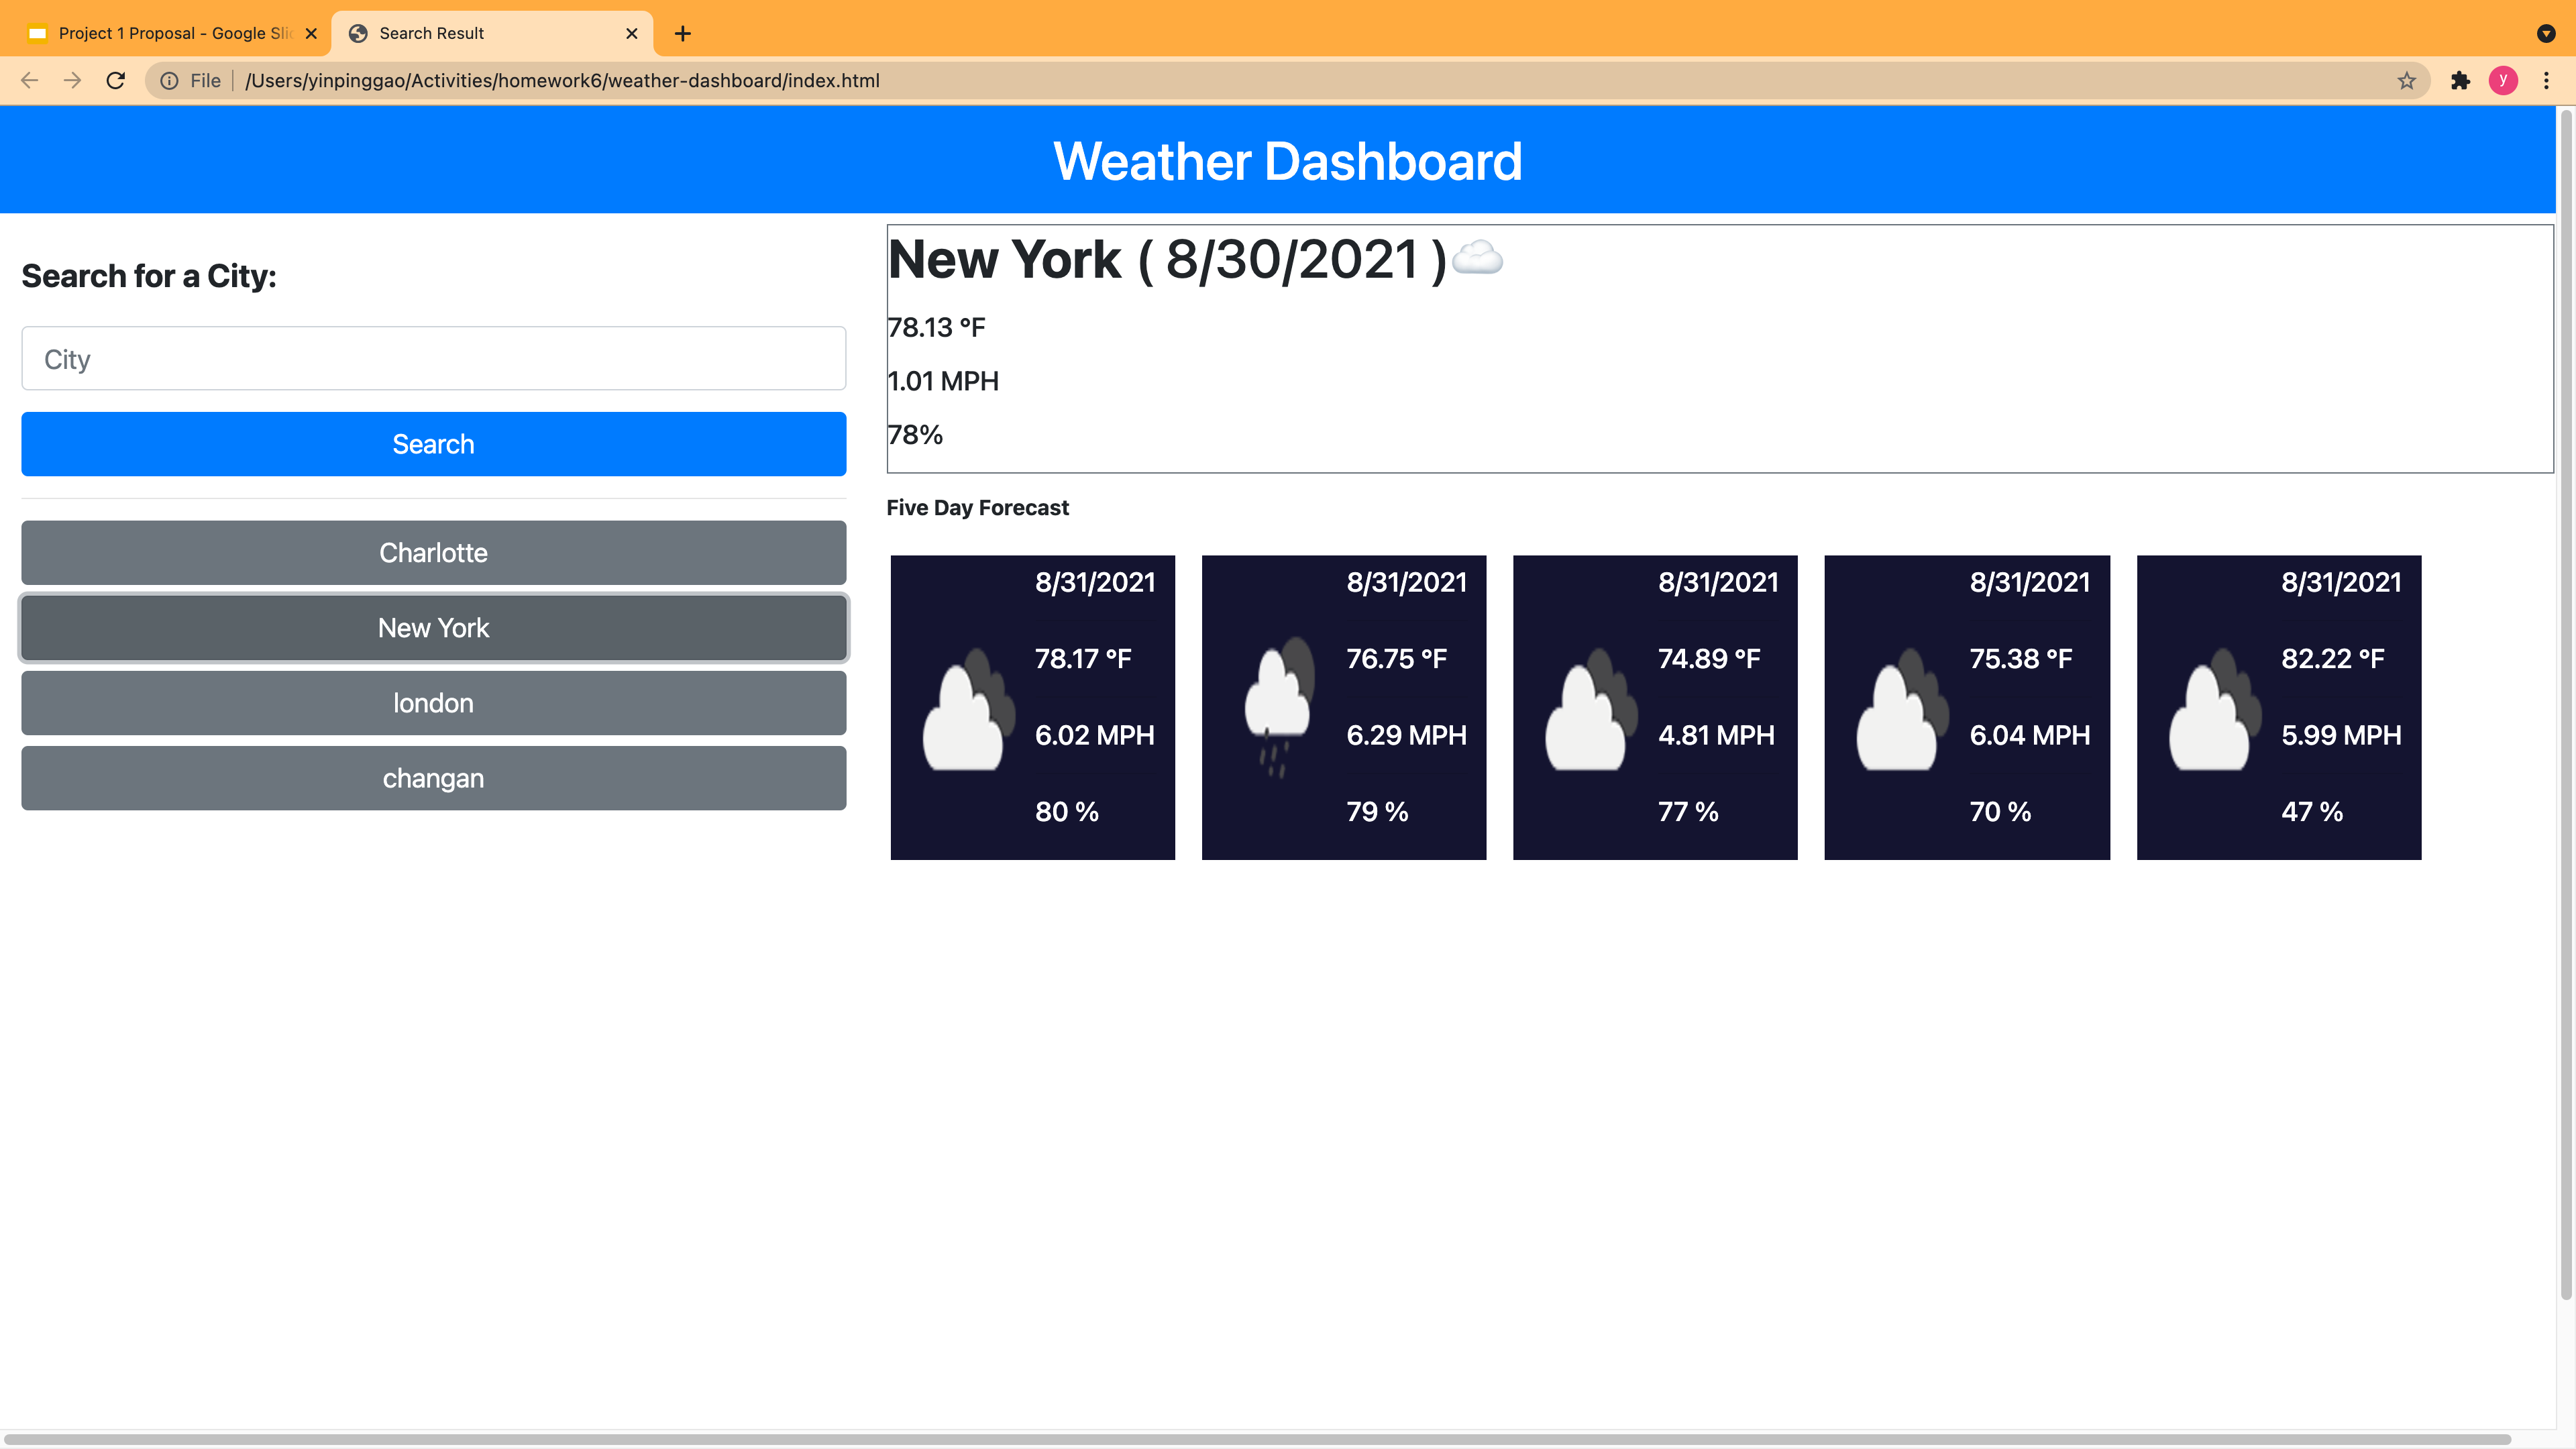 Project 1 Proposal - Google Slid
Search Result
File
/Users/yinpinggao/Activities/homework6/weather-dashboard/index.html
y
Weather Dashboard
Search for a City:
City
Search
Charlotte
New York
london
changan
New York ( 8/30/2021 )☁️
78.13 °F
1.01 MPH
78%
Five Day Forecast
8/31/2021
78.17 °F
6.02 MPH
80 %
8/31/2021
76.75 °F
6.29 MPH
79 %
8/31/2021
74.89 °F
4.81 MPH
77 %
8/31/2021
75.38 °F
6.04 MPH
70 %
8/31/2021
82.22 °F
5.99 MPH
47 %